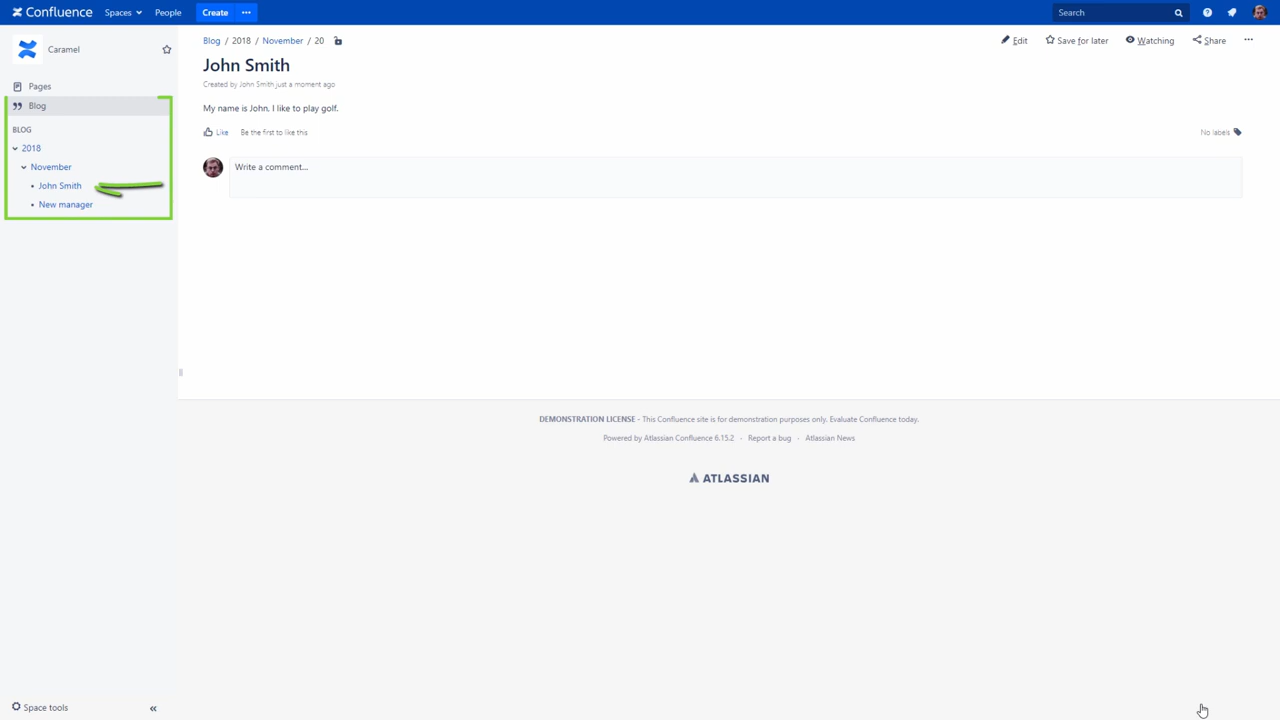 Confluence Spaces People Create ··· Search
Caramel
Pages
Blog
BLOG
2018
November
• John Smith
• New manager
Space tools
Blog / 2018 / November / 20
Edit Save for later Watching Share ···
John Smith
Created by John Smith just a moment ago
My name is John. I like to play golf.
Like Be the first to like this No labels
Write a comment...
DEMONSTRATION LICENSE - This Confluence site is for demonstration purposes only. Evaluate Confluence today.
Powered by Atlassian Confluence 6.15.2 · Report a bug · Atlassian News
ATLASSIAN